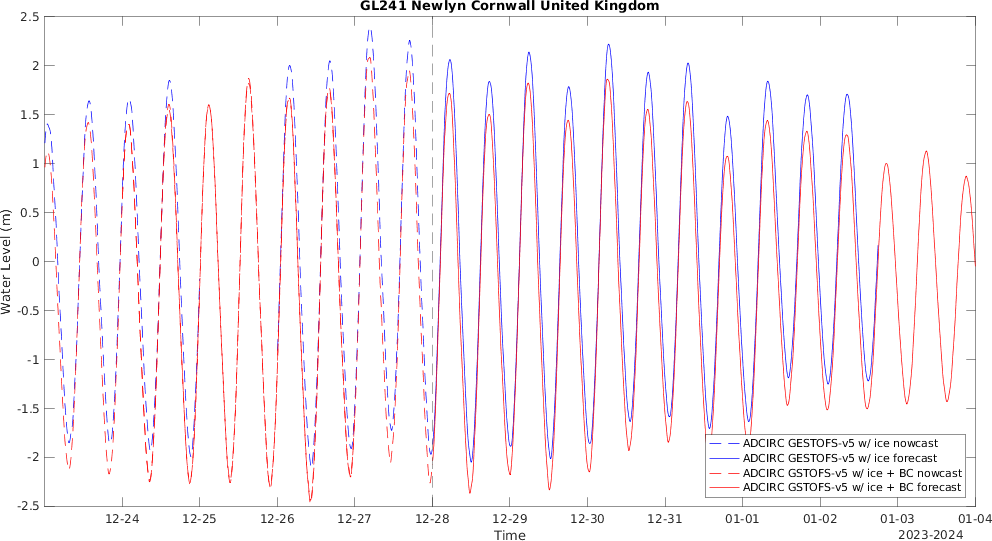 GL241 Newlyn Cornwall United Kingdom
2.5
2
1.5
1
0.5
0
-0.5
-1
-1.5
-2
-2.5
Water Level (m)
ADCIRC GESTOFS-v5 w/ ice nowcast
ADCIRC GESTOFS-v5 w/ ice forecast
ADCIRC GSTOFS-v5 w/ ice + BC nowcast
ADCIRC GSTOFS-v5 w/ ice + BC forecast
12-24 12-25 12-26 12-27 12-28 12-29 12-30 12-31 01-01 01-02 01-03 01-04
Time
2023-2024